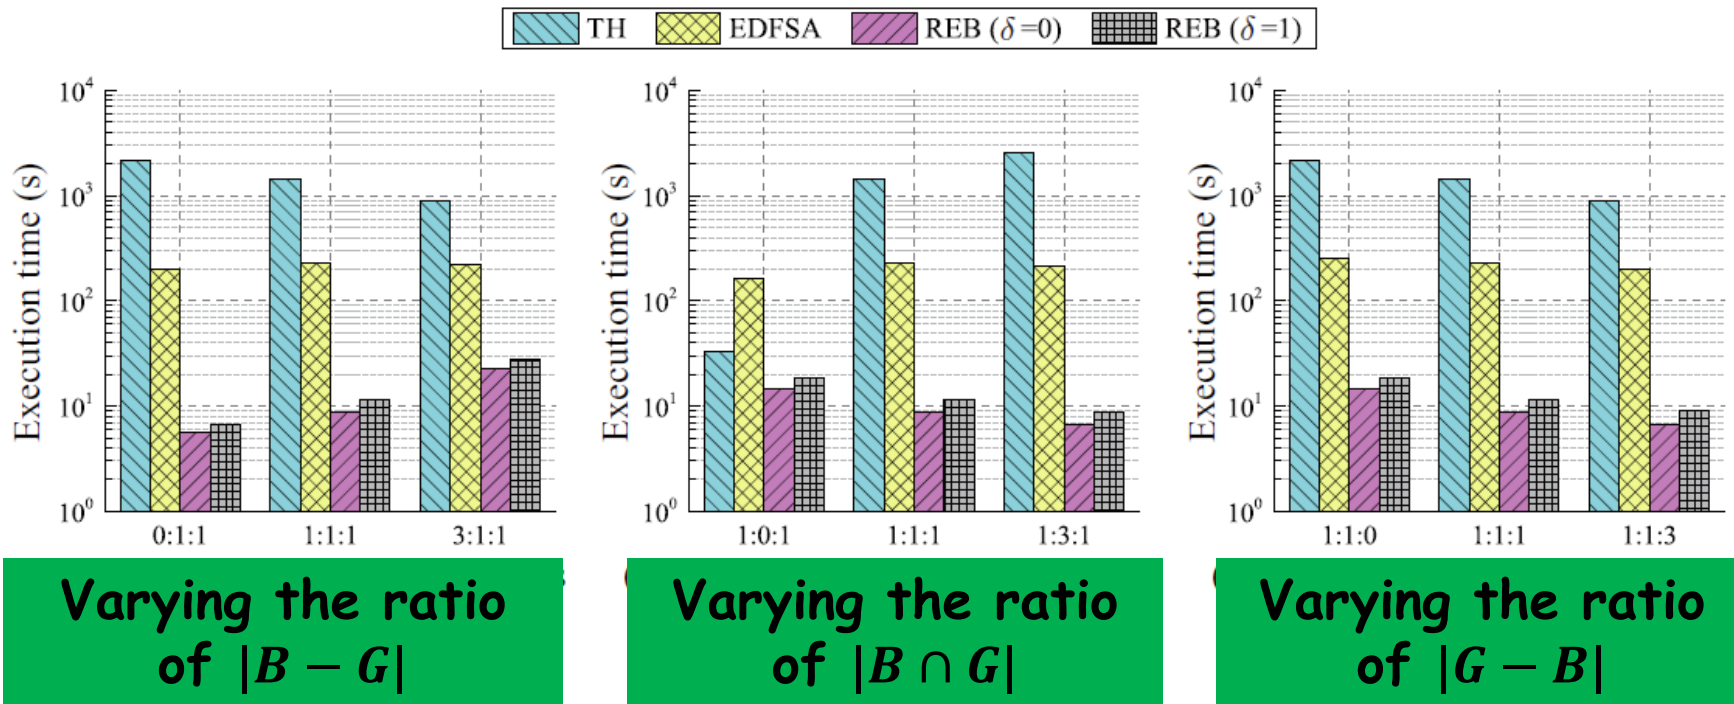 TH EDFSA REB (δ=0) REB (δ=1)
Execution time (s)
10⁴
10³
10²
10¹
10⁰
0:1:1 1:1:1 3:1:1
Varying the ratio
of |B − G|
Execution time (s)
10⁴
10³
10²
10¹
10⁰
1:0:1 1:1:1 1:3:1
Varying the ratio
of |B ∩ G|
Execution time (s)
10⁴
10³
10²
10¹
10⁰
1:1:0 1:1:1 1:1:3
Varying the ratio
of |G − B|